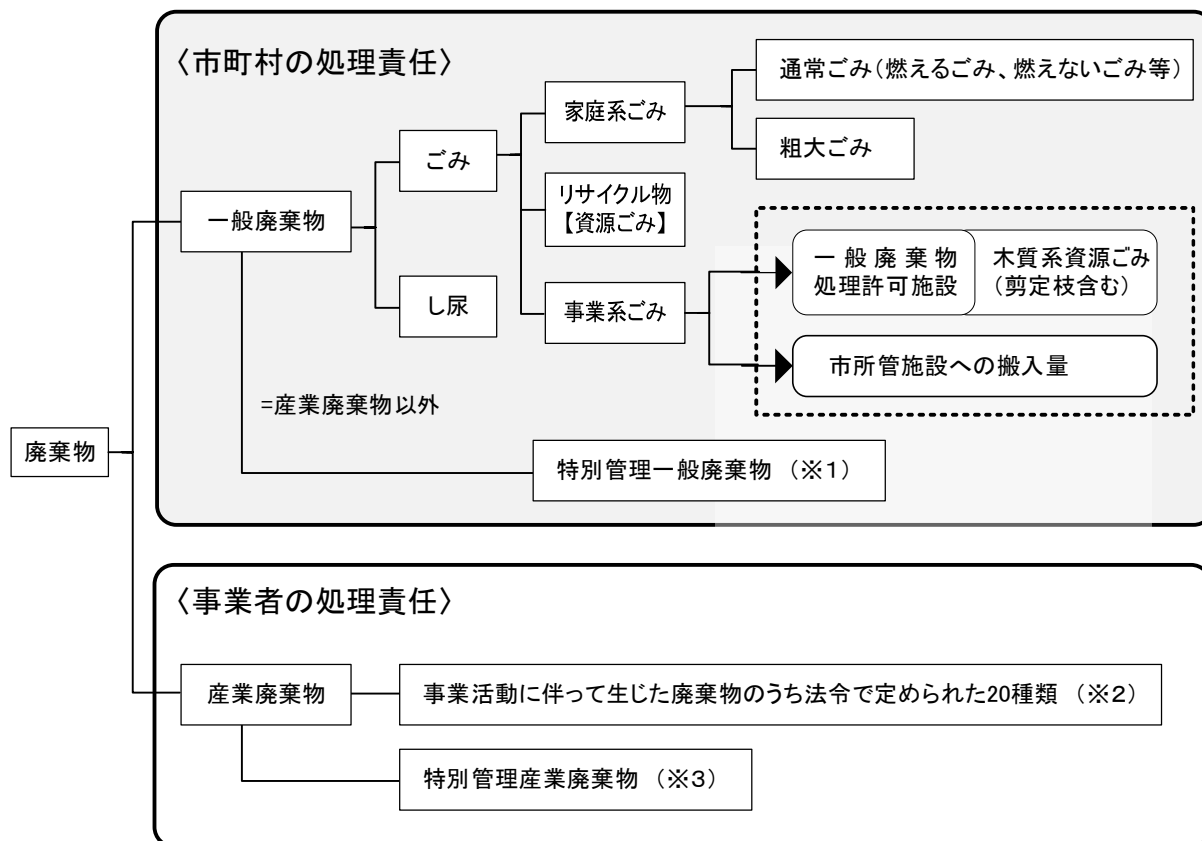 〈市町村の処理責任〉
通常ごみ(燃えるごみ、燃えないごみ等)
家庭系ごみ
粗大ごみ
ごみ
リサイクル物
【資源ごみ】
一般廃棄物
一般廃棄物
処理許可施設
木質系資源ごみ
(剪定枝含む)
し尿
事業系ごみ
市所管施設への搬入量
=産業廃棄物以外
廃棄物
特別管理一般廃棄物 (※1)
〈事業者の処理責任〉
産業廃棄物
事業活動に伴って生じた廃棄物のうち法令で定められた20種類 (※2)
特別管理産業廃棄物 (※3)